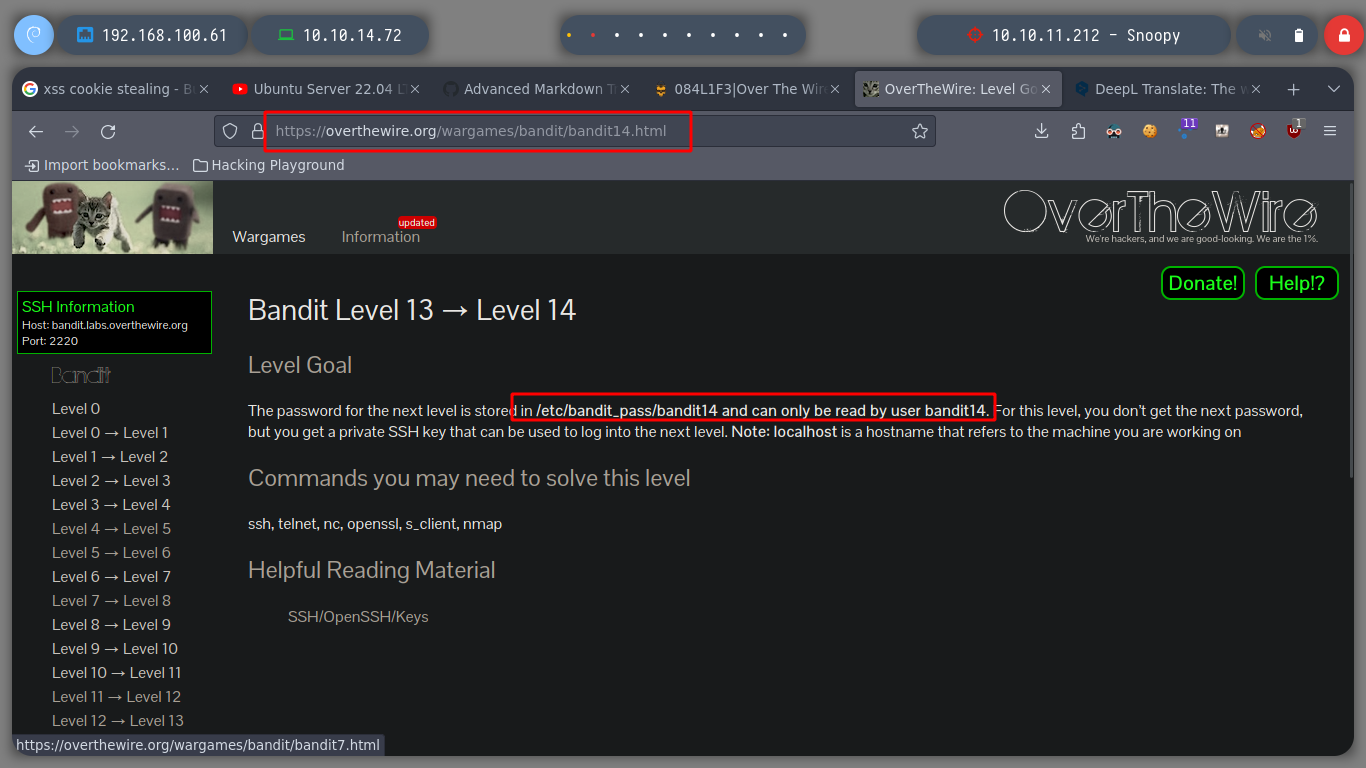 192.168.100.61
10.10.14.72
10.10.11.212 - Snoopy
xss cookie stealing - B
Ubuntu Server 22.04 LT
Advanced Markdown T
084L1F3|Over The Wir
OverTheWire: Level Go
DeepL Translate: The w
https://overthewire.org/wargames/bandit/bandit14.html
11
1
Import bookmarks...
Hacking Playground
Wargames
Information
updated
OverTheWire
We're hackers, and we are good-looking. We are the 1%.
Donate!
Help!?
SSH Information
Host: bandit.labs.overthewire.org
Port: 2220
Bandit
Level 0
Level 0 → Level 1
Level 1 → Level 2
Level 2 → Level 3
Level 3 → Level 4
Level 4 → Level 5
Level 5 → Level 6
Level 6 → Level 7
Level 7 → Level 8
Level 8 → Level 9
Level 9 → Level 10
Level 10 → Level 11
Level 11 → Level 12
Level 12 → Level 13
Bandit Level 13 → Level 14
Level Goal
The password for the next level is stored in /etc/bandit_pass/bandit14 and can only be read by user bandit14. For this level, you don't get the next password,
but you get a private SSH key that can be used to log into the next level. Note: localhost is a hostname that refers to the machine you are working on
Commands you may need to solve this level
ssh, telnet, nc, openssl, s_client, nmap
Helpful Reading Material
SSH/OpenSSH/Keys
https://overthewire.org/wargames/bandit/bandit7.html